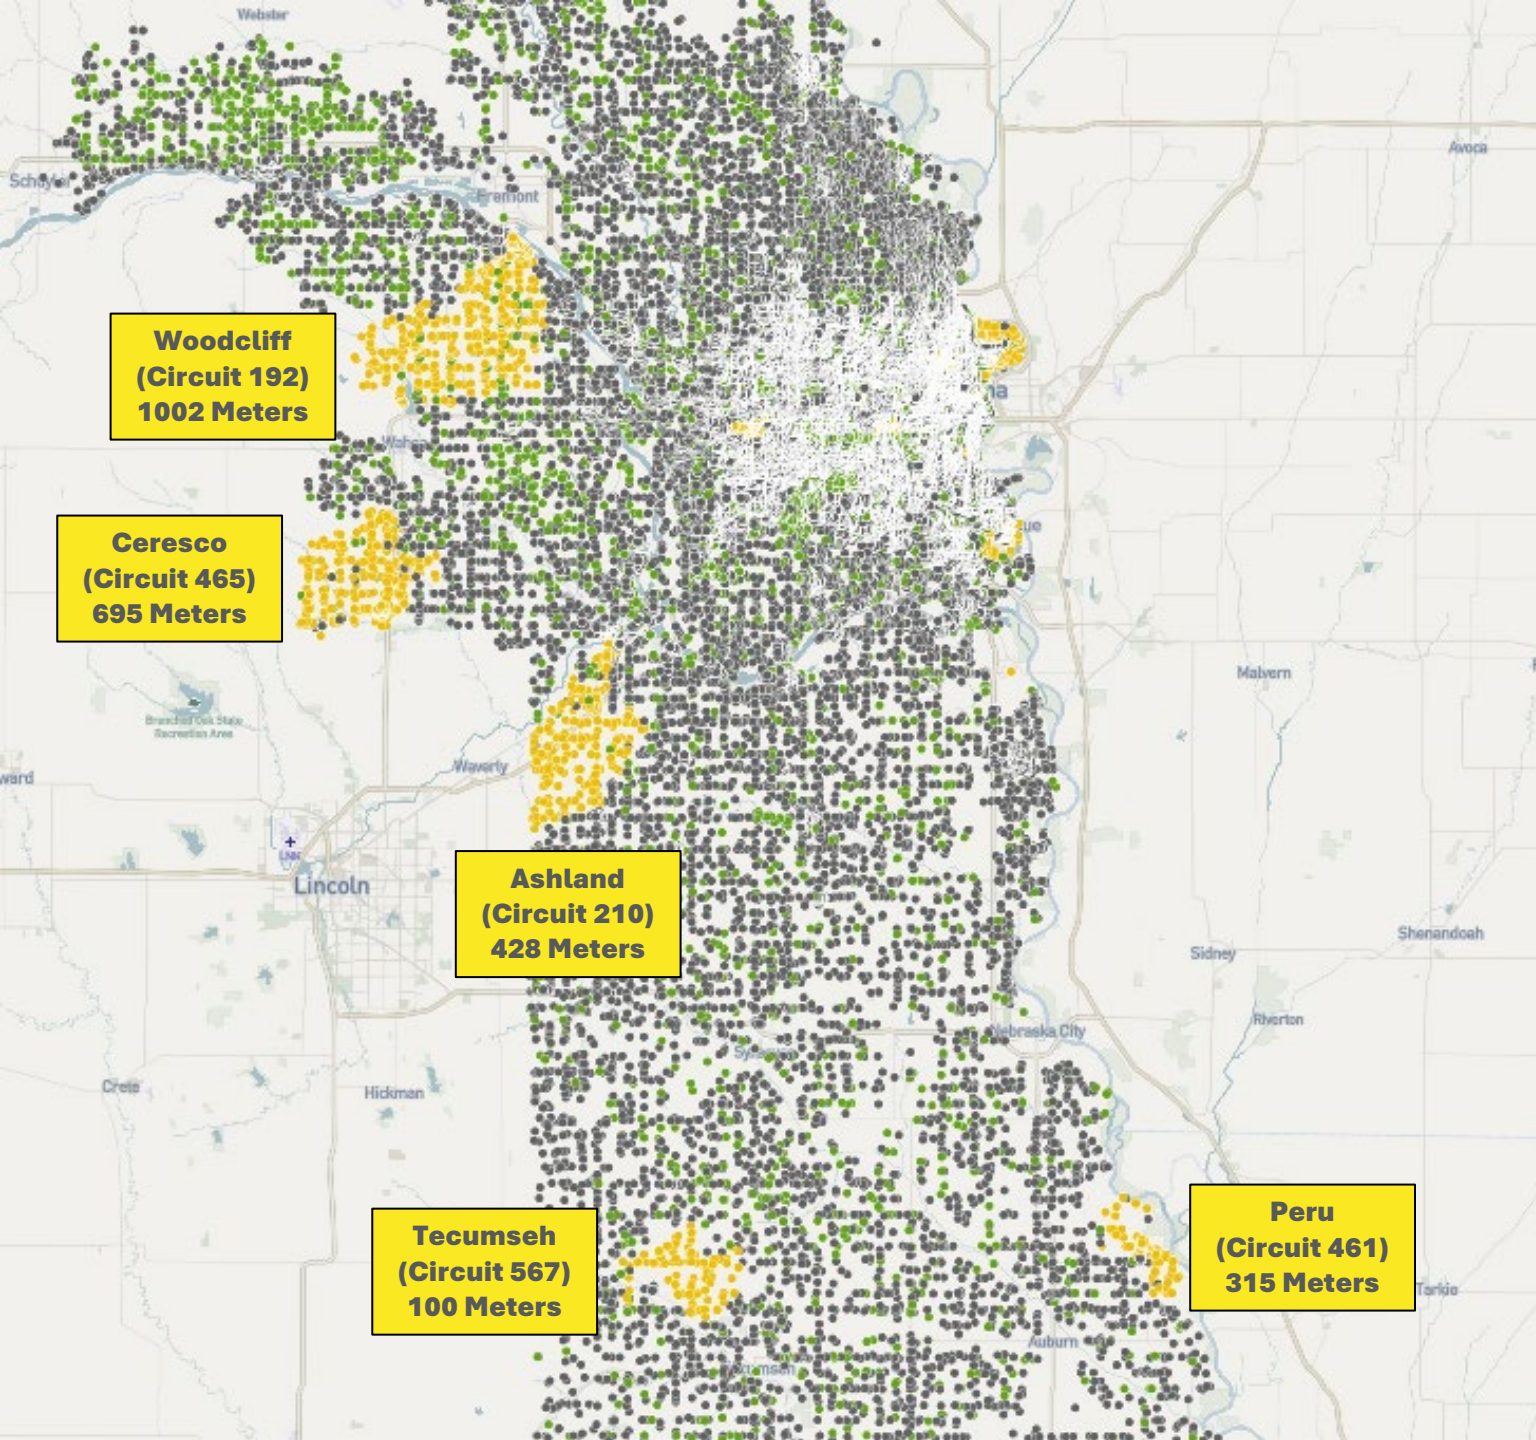 Webster
Avoca
Schuyler
Fremont
Woodcliff
(Circuit 192)
1002 Meters
Ceresco
(Circuit 465)
695 Meters
Malvern
Branched Oak State
Recreation Area
Waverly
LNK
Lincoln
Ashland
(Circuit 210)
428 Meters
Shenandoah
Sidney
Riverton
Nebraska City
Crete
Hickman
Tecumseh
(Circuit 567)
100 Meters
Peru
(Circuit 461)
315 Meters
Tarkio
Auburn